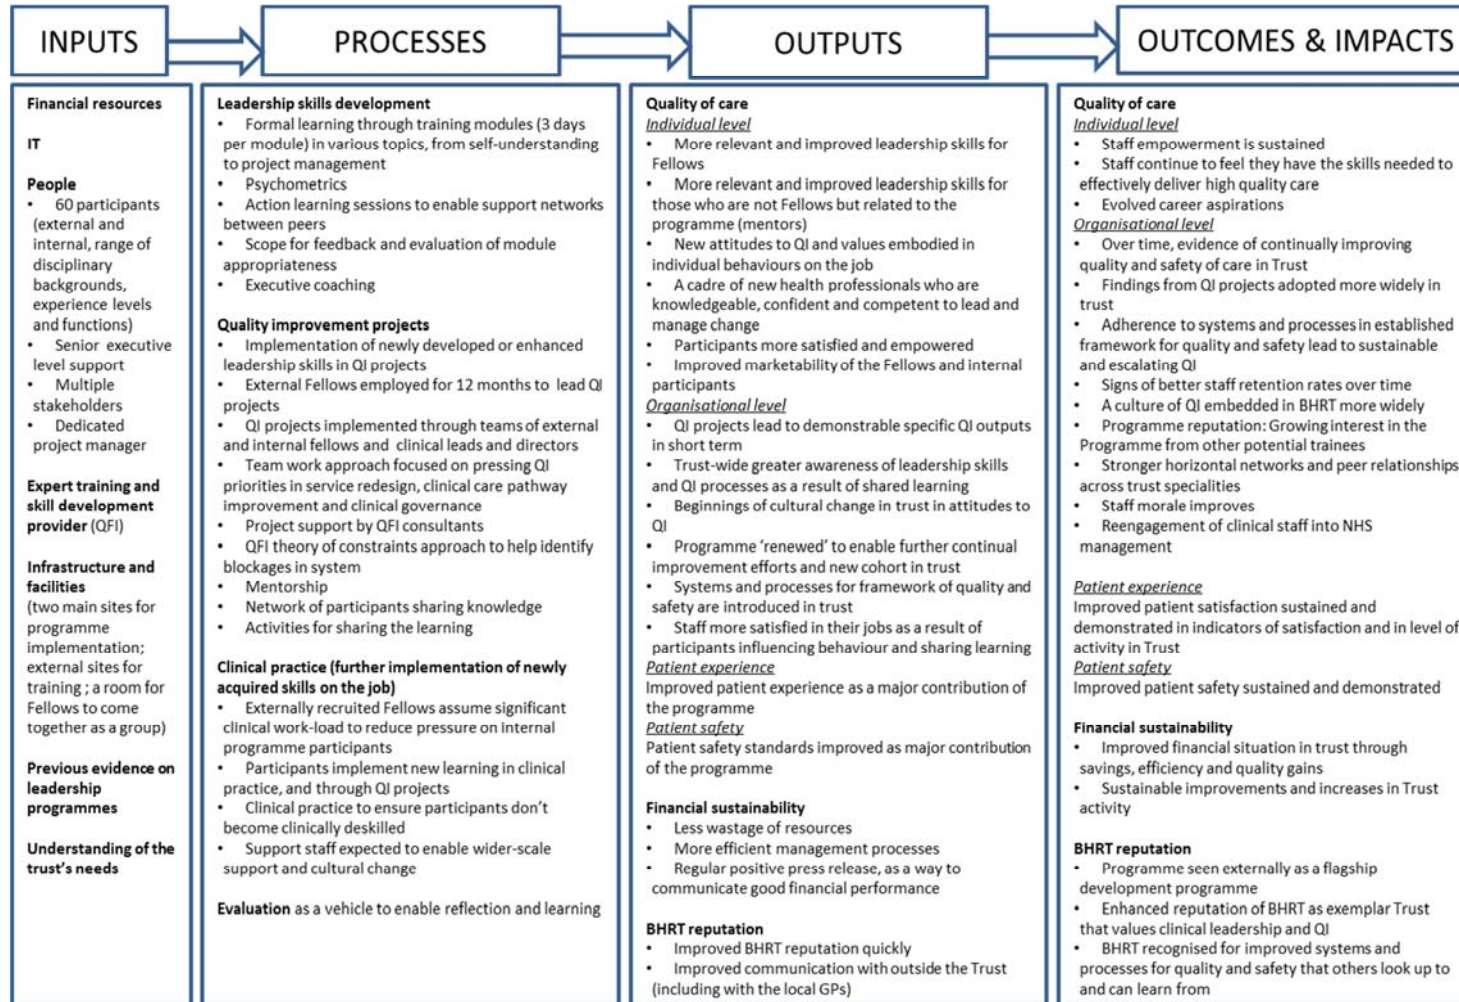 INPUTS
PROCESSES
OUTPUTS
OUTCOMES & IMPACTS
Financial resources
IT
People
• 60 participants
(external and
internal, range of
disciplinary
backgrounds,
experience levels
and functions)
• Senior executive
level support
• Multiple
stakeholders
• Dedicated
project manager
Expert training and
skill development
provider (QFI)
Infrastructure and
facilities
(two main sites for
programme
implementation;
external sites for
training ; a room for
Fellows to come
together as a group)
Previous evidence on
leadership
programmes
Understanding of the
trust's needs
Leadership skills development
• Formal learning through training modules (3 days
per module) in various topics, from self-understanding
to project management
• Psychometrics
• Action learning sessions to enable support networks
between peers
• Scope for feedback and evaluation of module
appropriateness
• Executive coaching
Quality improvement projects
• Implementation of newly developed or enhanced
leadership skills in QI projects
• External Fellows employed for 12 months to lead QI
projects
• QI projects implemented through teams of external
and internal fellows and clinical leads and directors
• Team work approach focused on pressing QI
priorities in service redesign, clinical care pathway
improvement and clinical governance
• Project support by QFI consultants
• QFI theory of constraints approach to help identify
blockages in system
• Mentorship
• Network of participants sharing knowledge
• Activities for sharing the learning
Clinical practice (further implementation of newly
acquired skills on the job)
• Externally recruited Fellows assume significant
clinical work-load to reduce pressure on internal
programme participants
• Participants implement new learning in clinical
practice, and through QI projects
• Clinical practice to ensure participants don't
become clinically deskilled
• Support staff expected to enable wider-scale
support and cultural change
Evaluation as a vehicle to enable reflection and learning
Quality of care
Individual level
• More relevant and improved leadership skills for
Fellows
• More relevant and improved leadership skills for
those who are not Fellows but related to the
programme (mentors)
• New attitudes to QI and values embodied in
individual behaviours on the job
• A cadre of new health professionals who are
knowledgeable, confident and competent to lead and
manage change
• Participants more satisfied and empowered
• Improved marketability of the Fellows and internal
participants
Organisational level
• QI projects lead to demonstrable specific QI outputs
in short term
• Trust-wide greater awareness of leadership skills
and QI processes as a result of shared learning
• Beginnings of cultural change in trust in attitudes to
QI
• Programme 'renewed' to enable further continual
improvement efforts and new cohort in trust
• Systems and processes for framework of quality and
safety are introduced in trust
• Staff more satisfied in their jobs as a result of
participants influencing behaviour and sharing learning
Patient experience
Improved patient experience as a major contribution of
the programme
Patient safety
Patient safety standards improved as major contribution
of the programme
Financial sustainability
• Less wastage of resources
• More efficient management processes
• Regular positive press release, as a way to
communicate good financial performance
BHRT reputation
• Improved BHRT reputation quickly
• Improved communication with outside the Trust
(including with the local GPs)
Quality of care
Individual level
• Staff empowerment is sustained
• Staff continue to feel they have the skills needed to
effectively deliver high quality care
• Evolved career aspirations
Organisational level
• Over time, evidence of continually improving
quality and safety of care in Trust
• Findings from QI projects adopted more widely in
trust
• Adherence to systems and processes in established
framework for quality and safety lead to sustainable
and escalating QI
• Signs of better staff retention rates over time
• A culture of QI embedded in BHRT more widely
• Programme reputation: Growing interest in the
Programme from other potential trainees
• Stronger horizontal networks and peer relationships
across trust specialities
• Staff morale improves
• Reengagement of clinical staff into NHS
management
Patient experience
Improved patient satisfaction sustained and
demonstrated in indicators of satisfaction and in level of
activity in Trust
Patient safety
Improved patient safety sustained and demonstrated
Financial sustainability
• Improved financial situation in trust through
savings, efficiency and quality gains
• Sustainable improvements and increases in Trust
activity
BHRT reputation
• Programme seen externally as a flagship
development programme
• Enhanced reputation of BHRT as exemplar Trust
that values clinical leadership and QI
• BHRT recognised for improved systems and
processes for quality and safety that others look up to
and can learn from